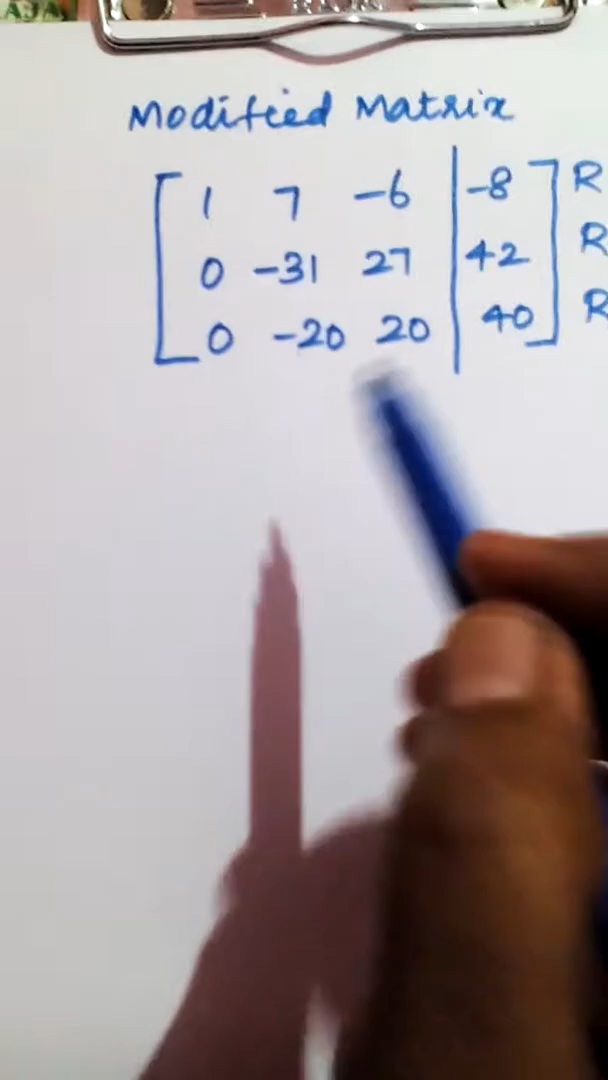 Modified Matrix
1 7 -6 | -8 R
0 -31 27 | 42 R
0 -20 20 | 40 R